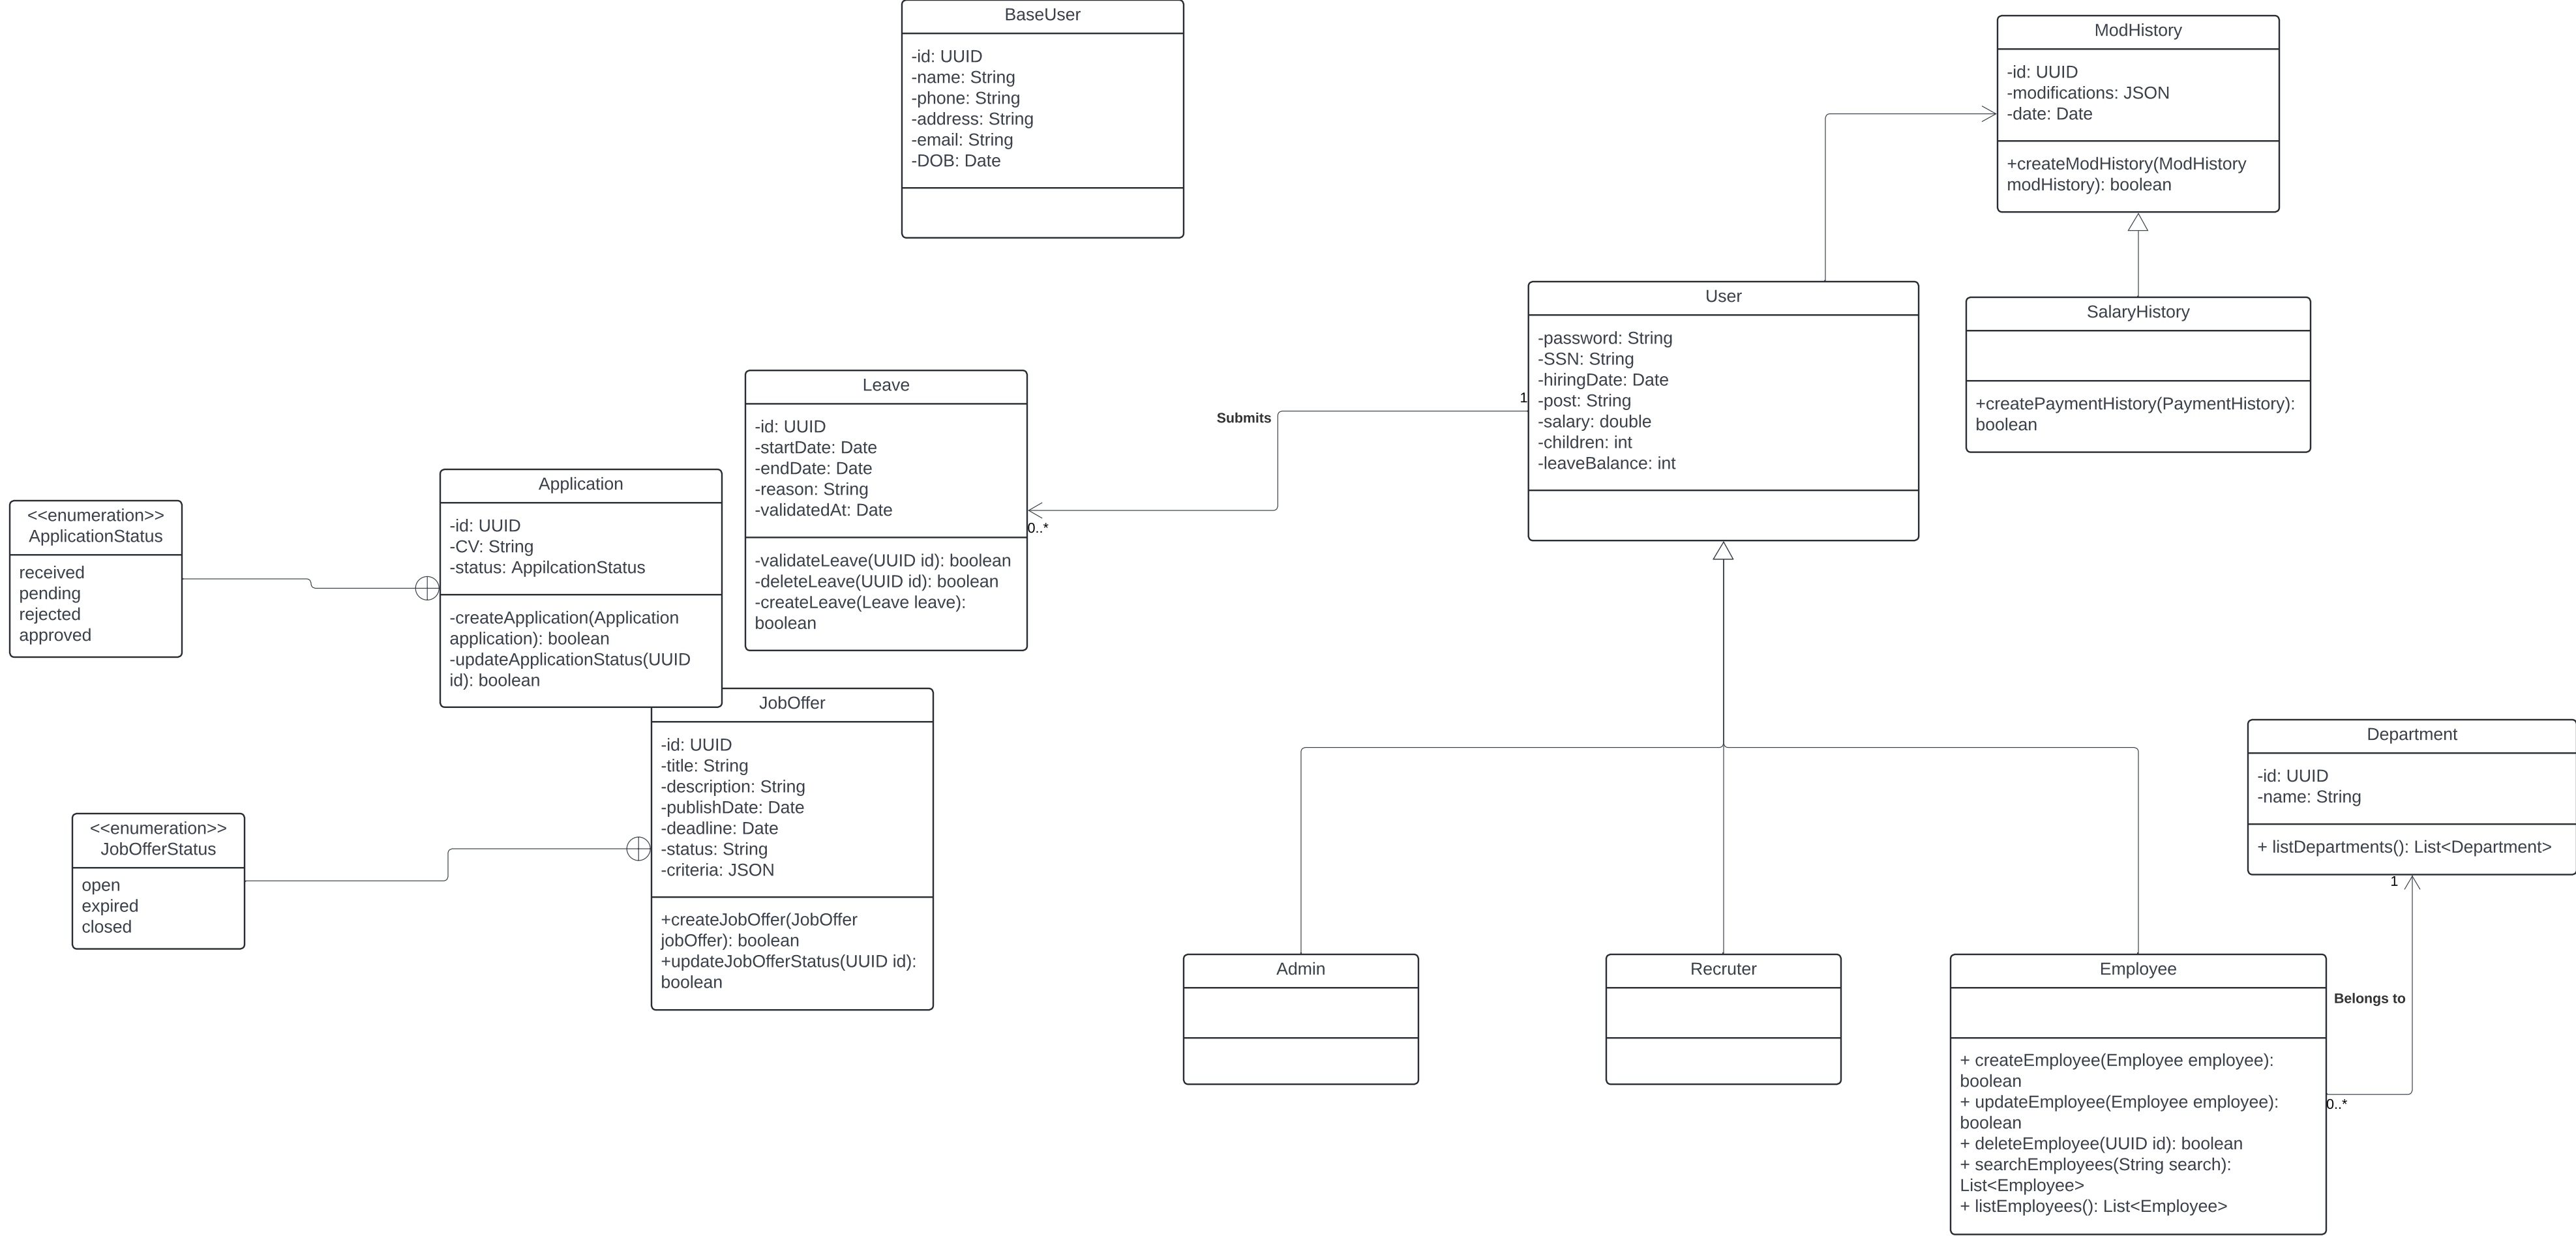 BaseUser
-id: UUID
-name: String
-phone: String
-address: String
-email: String
-DOB: Date
ModHistory
-id: UUID
-modifications: JSON
-date: Date
+createModHistory(ModHistory
modHistory): boolean
User
-password: String
-SSN: String
-hiringDate: Date
-post: String
-salary: double
-children: int
-leaveBalance: int
SalaryHistory
+createPaymentHistory(PaymentHistory):
boolean
Leave
-id: UUID
-startDate: Date
-endDate: Date
-reason: String
-validatedAt: Date
-validateLeave(UUID id): boolean
-deleteLeave(UUID id): boolean
-createLeave(Leave leave):
boolean
Submits
1
0..*
Application
-id: UUID
-CV: String
-status: AppilcationStatus
-createApplication(Application
application): boolean
-updateApplicationStatus(UUID
id): boolean
<<enumeration>>
ApplicationStatus
received
pending
rejected
approved
JobOffer
-id: UUID
-title: String
-description: String
-publishDate: Date
-deadline: Date
-status: String
-criteria: JSON
+createJobOffer(JobOffer
jobOffer): boolean
+updateJobOfferStatus(UUID id):
boolean
<<enumeration>>
JobOfferStatus
open
expired
closed
Department
-id: UUID
-name: String
+ listDepartments(): List<Department>
1
Belongs to
0..*
Admin
Recruter
Employee
+ createEmployee(Employee employee):
boolean
+ updateEmployee(Employee employee):
boolean
+ deleteEmployee(UUID id): boolean
+ searchEmployees(String search):
List<Employee>
+ listEmployees(): List<Employee>